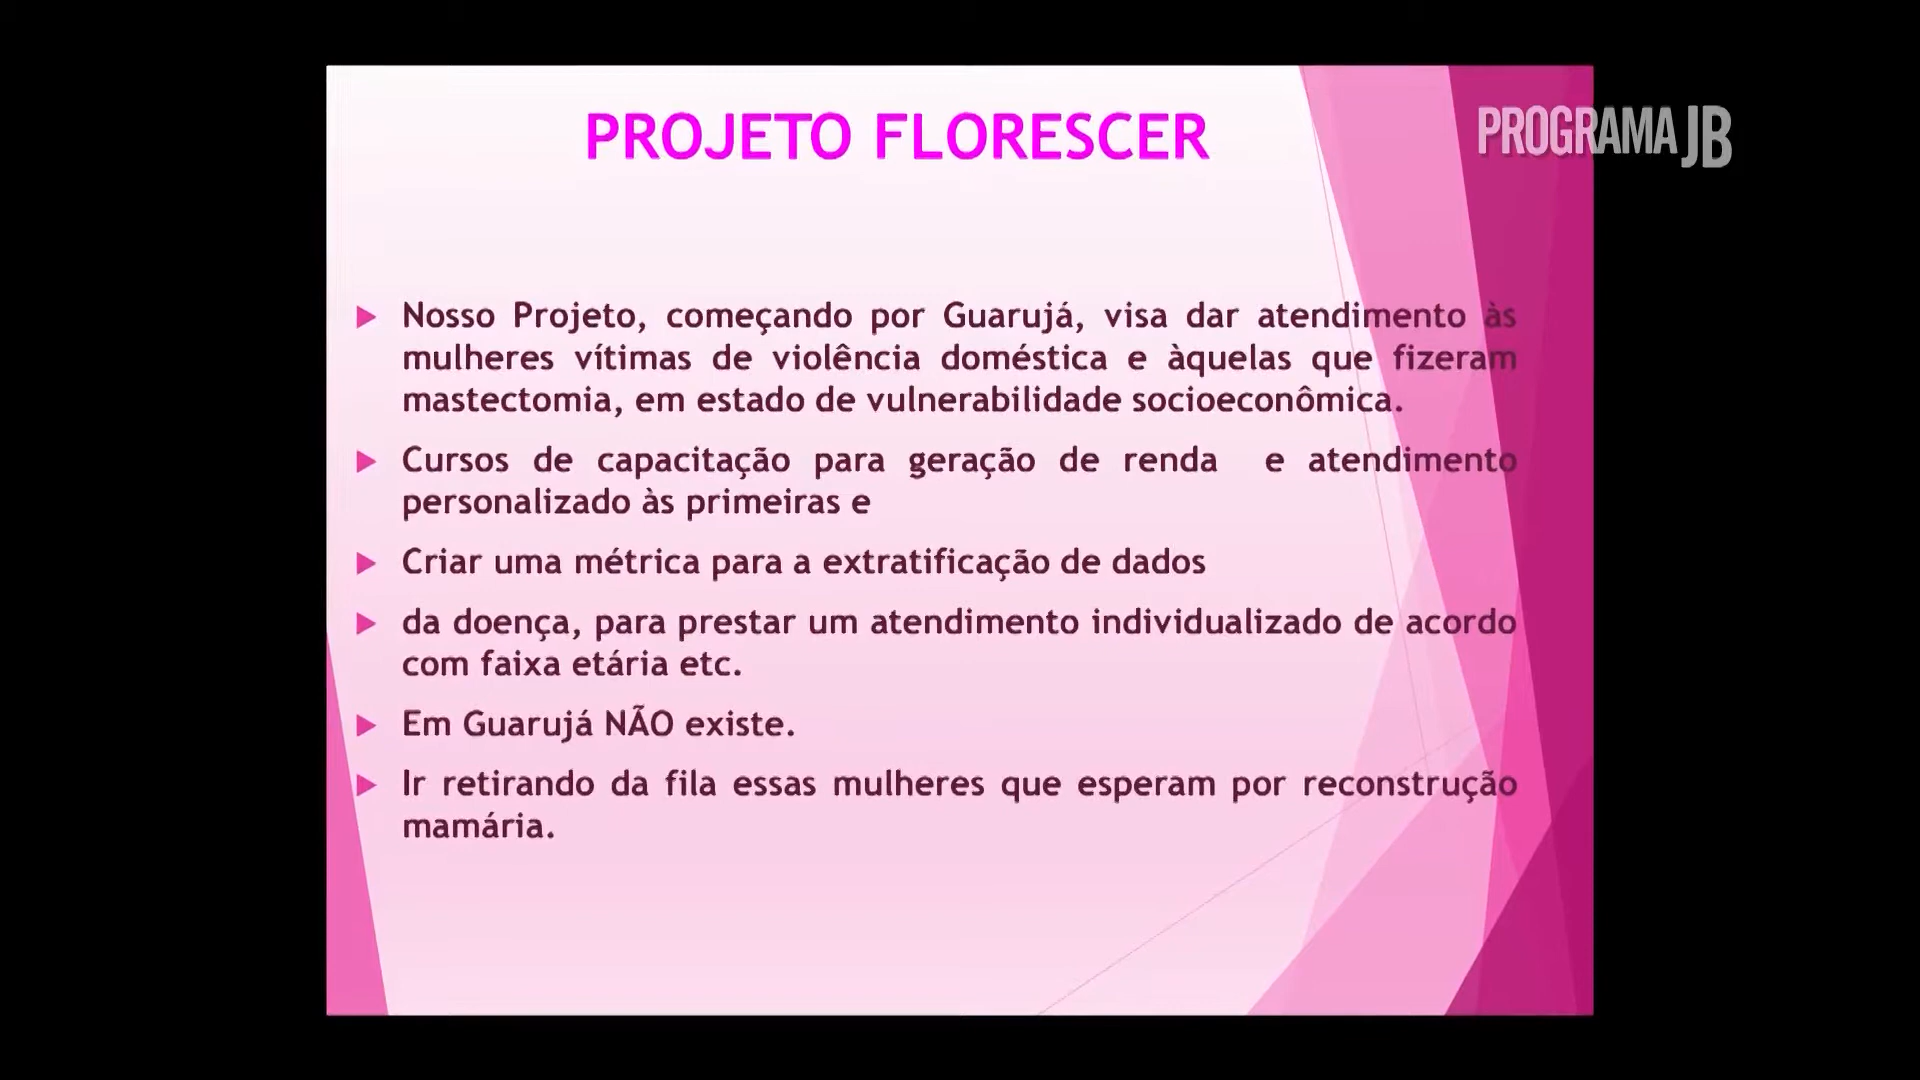 PROJETO FLORESCER
PROGRAMA JB
Nosso Projeto, começando por Guarujá, visa dar atendimento às
mulheres vítimas de violência doméstica e àquelas que fizeram
mastectomia, em estado de vulnerabilidade socioeconômica.
Cursos de capacitação para geração de renda e atendimento
personalizado às primeiras e
Criar uma métrica para a extratificação de dados
da doença, para prestar um atendimento individualizado de acordo
com faixa etária etc.
Em Guarujá NÃO existe.
Ir retirando da fila essas mulheres que esperam por reconstrução
mamária.